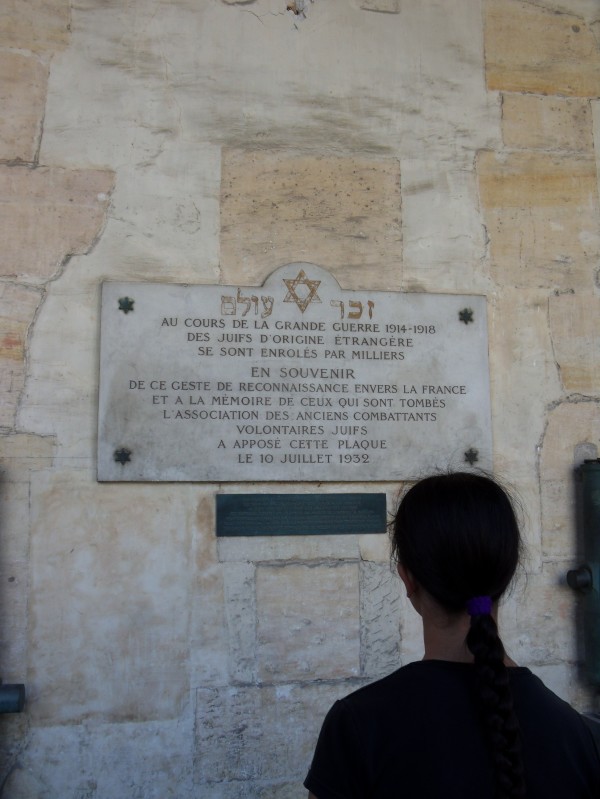 זכר עולם
AU COURS DE LA GRANDE GUERRE 1914-1918
DES JUIFS D'ORIGINE ÉTRANGÈRE
SE SONT ENROLÉS PAR MILLIERS
EN SOUVENIR
DE CE GESTE DE RECONNAISSANCE ENVERS LA FRANCE
ET A LA MÉMOIRE DE CEUX QUI SONT TOMBÉS
L'ASSOCIATION DES ANCIENS COMBATTANTS
VOLONTAIRES JUIFS
A APPOSÉ CETTE PLAQUE
LE 10 JUILLET 1932